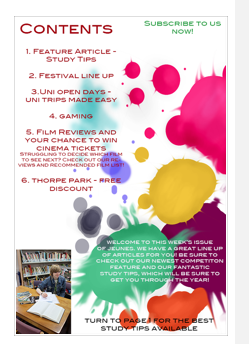 Contents
Subscribe to us
now!
1. Feature Article -
Study Tips
2. Festival line up
3.Uni open days -
uni trips made easy
4. gaming
5. Film Reviews and
your chance to win
cinema tickets
Struggling to decide which film
to see next? Check out our re
views and recommended film list!
6. thorpe park - free
discount
Welcome to this week's issue
of Jeunes. We have a great line up
of articles for you! Be sure to
check out our newest competiton
feature and our fantastic
study tips, which will be sure to
get you through the year!
Turn to page 1 for the best
study tips available